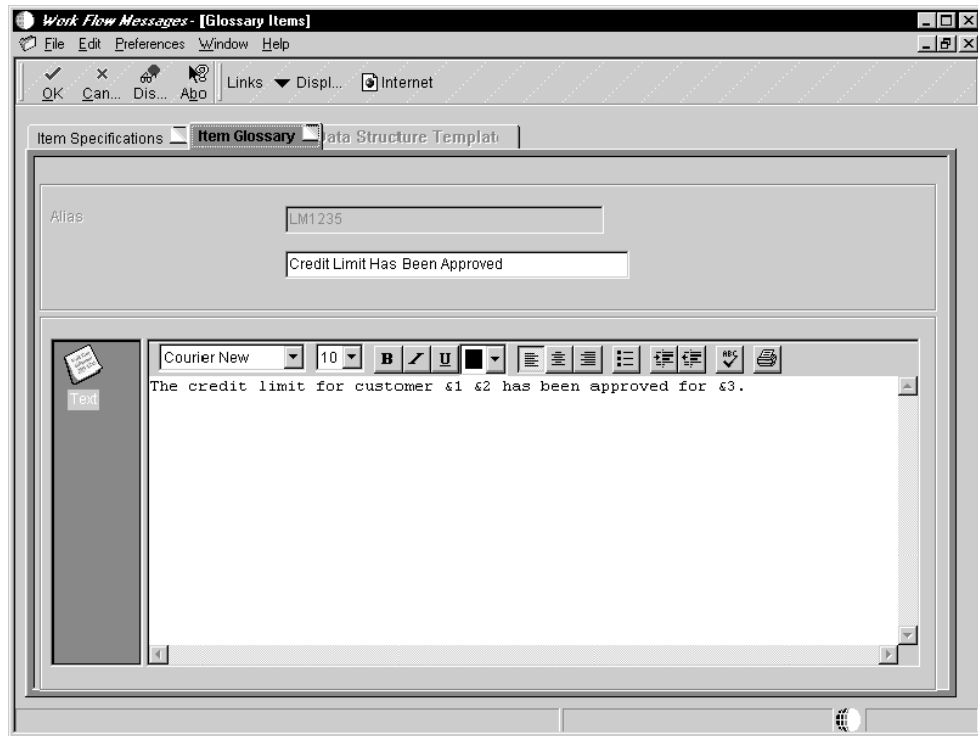 Work Flow Messages - [Glossary Items]
File Edit Preferences Window Help
OK Can... Dis... Abo Links Displ... Internet
Item Specifications Item Glossary Data Structure Templat
Alias LM1235
Credit Limit Has Been Approved
Courier New 10 B I U ABC
Text
The credit limit for customer &1 &2 has been approved for &3.